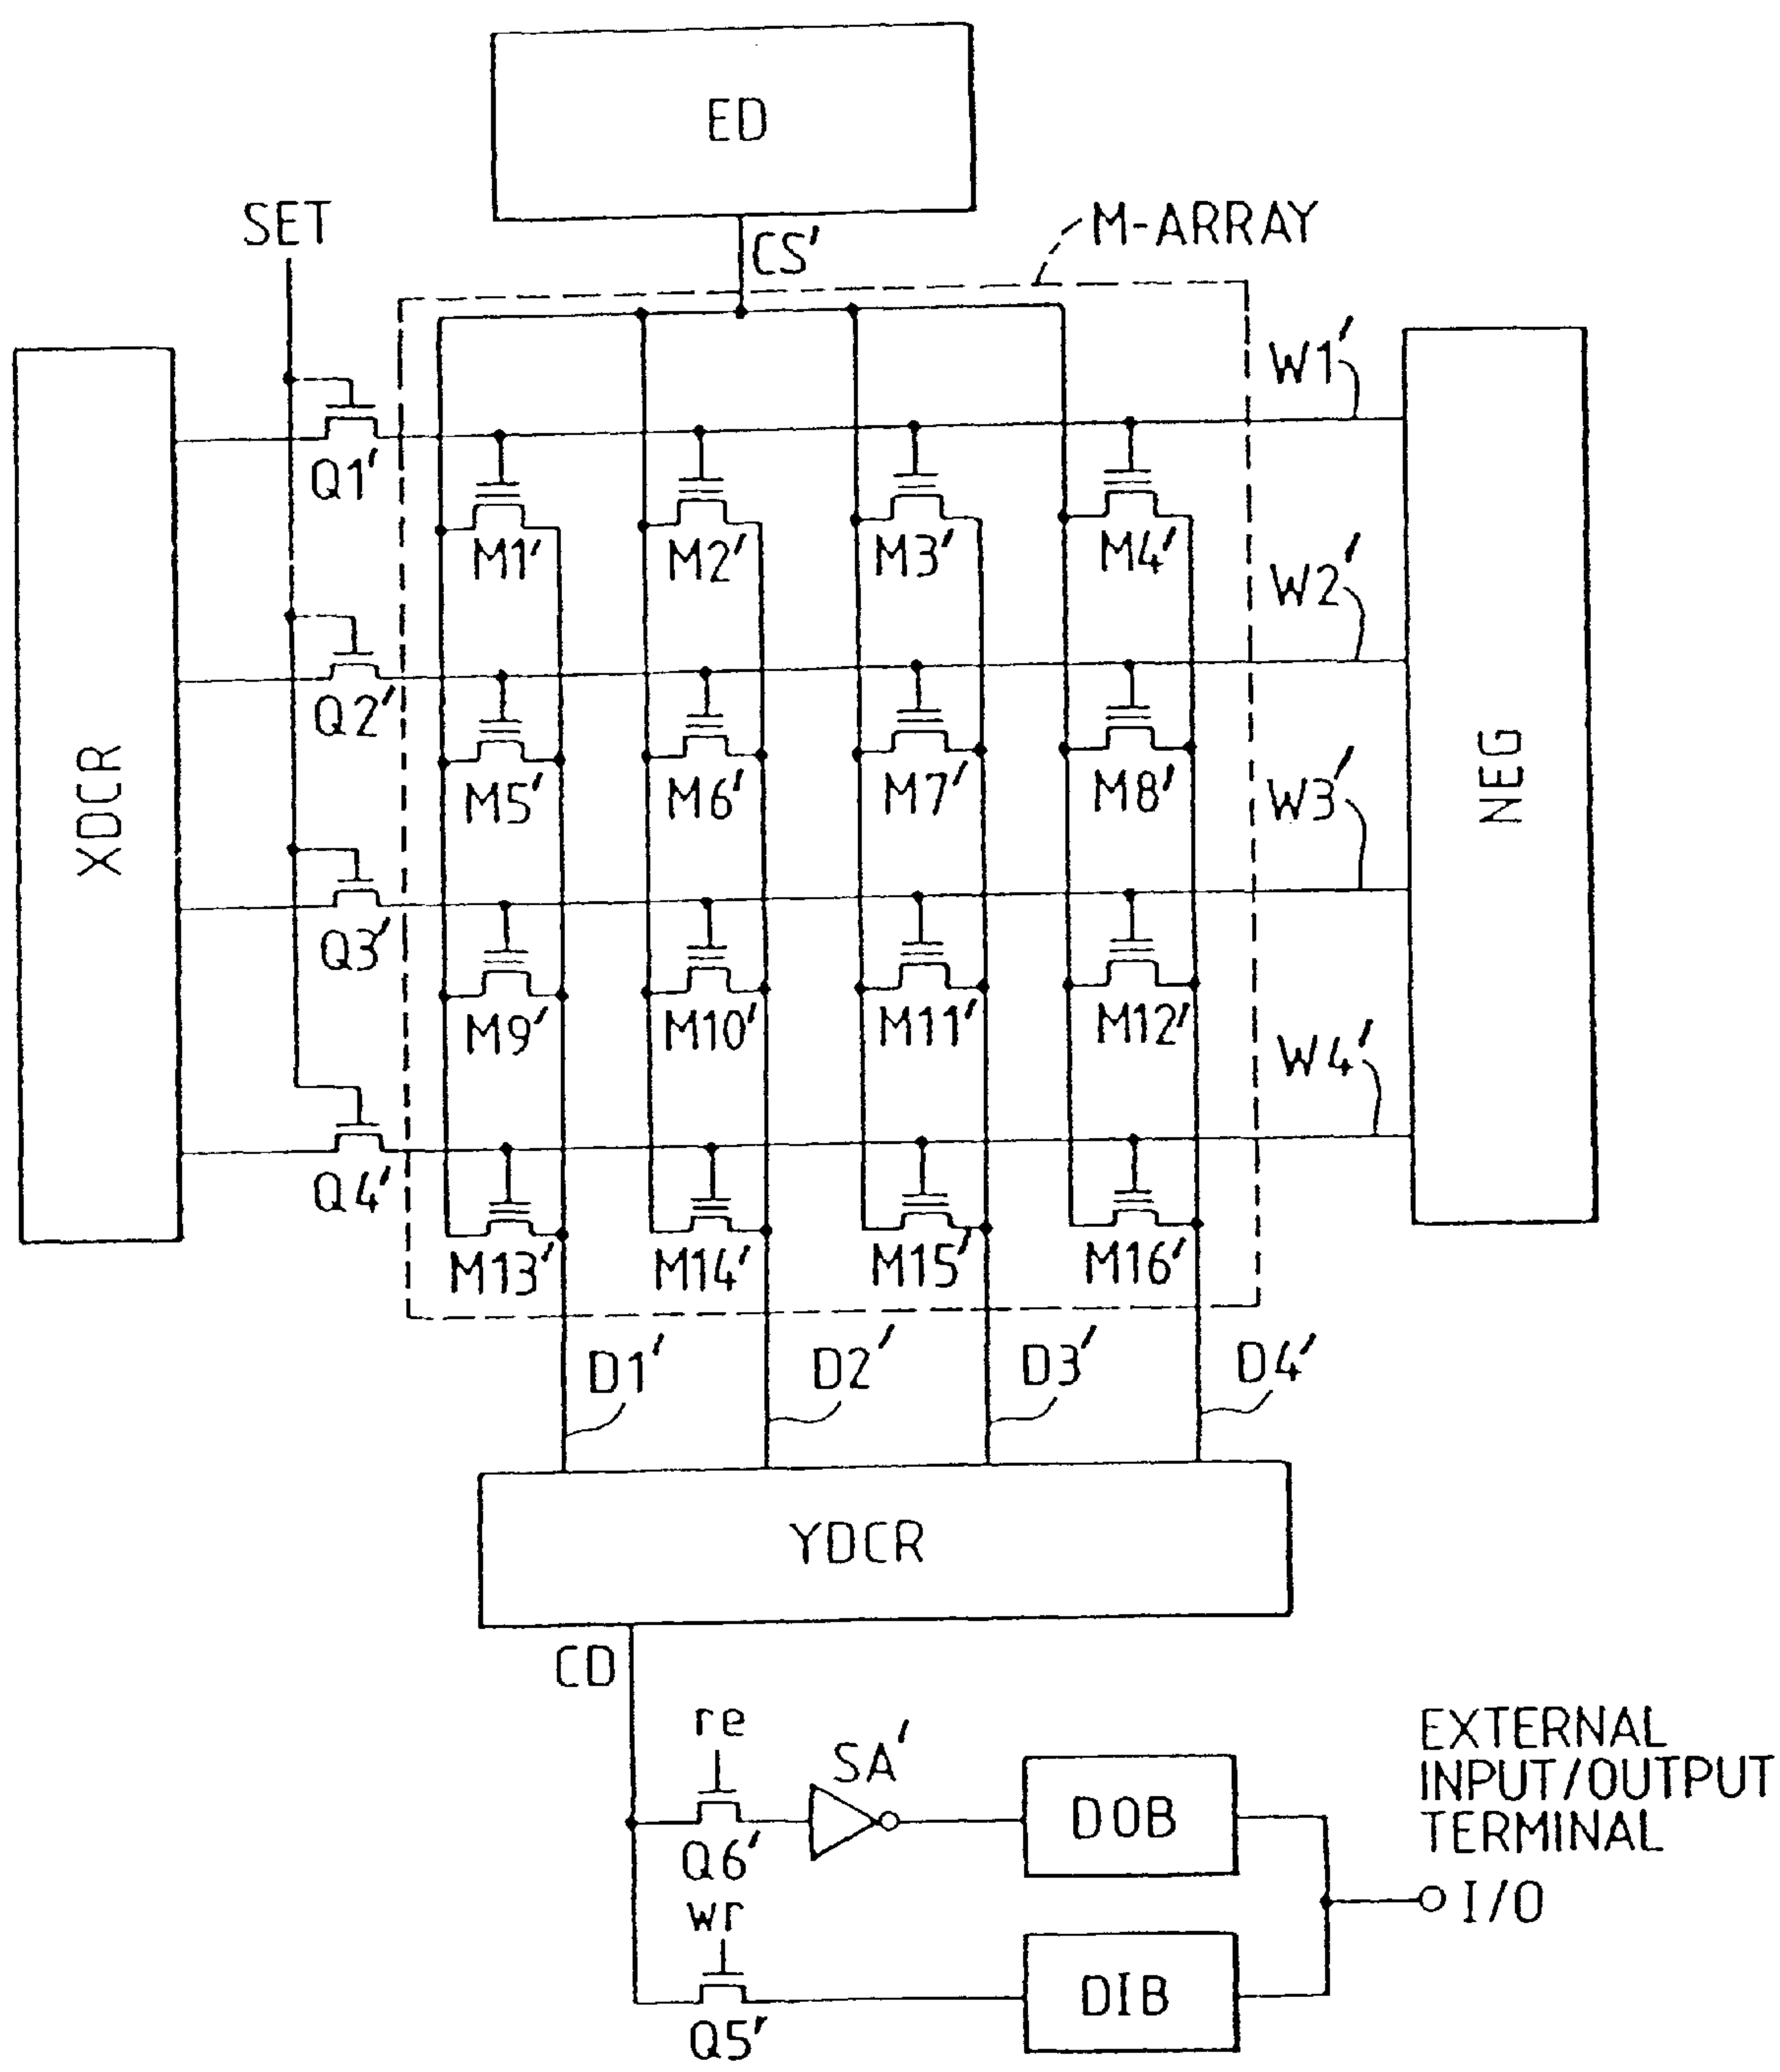 ED
SET
CS'
M-ARRAY
W1'
Q1'
M1' M2' M3' M4'
W2'
Q2'
M5' M6' M7' M8'
XDCR
NEG
W3'
Q3'
M9' M10' M11' M12'
W4'
Q4'
M13' M14' M15' M16'
D1' D2' D3' D4'
YDCR
CD
re
SA'
DOB
Q6'
EXTERNAL
INPUT/OUTPUT
TERMINAL
I/O
wr
DIB
Q5'